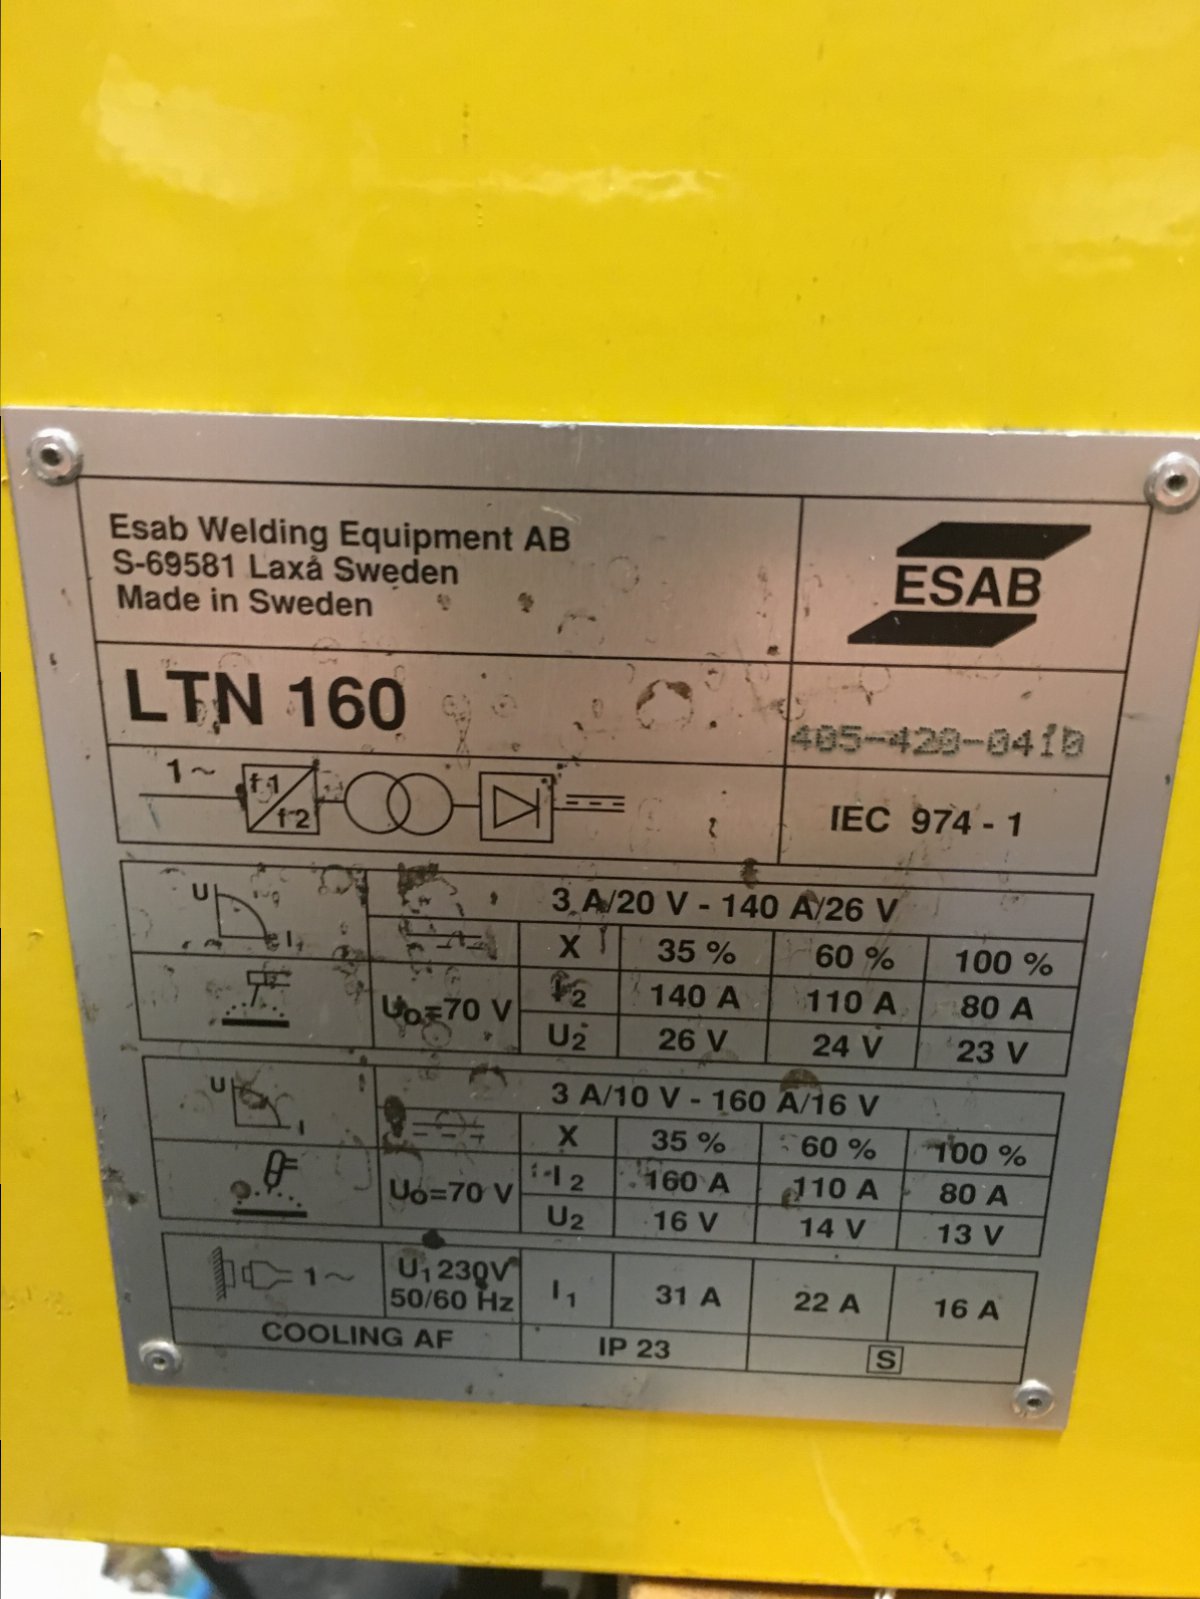 Esab Welding Equipment AB
S-69581 Laxå Sweden
Made in Sweden
ESAB
LTN 160
405-420-0410
1~
f1
f2
IEC 974 - 1
U
I
3 A/20 V - 140 A/26 V
X 35 % 60 % 100 %
U₀=70 V
I₂ 140 A 110 A 80 A
U₂ 26 V 24 V 23 V
U
I
3 A/10 V - 160 A/16 V
X 35 % 60 % 100 %
U₀=70 V
I₂ 160 A 110 A 80 A
U₂ 16 V 14 V 13 V
1~
U₁ 230V
50/60 Hz
I₁ 31 A 22 A 16 A
COOLING AF IP 23 S